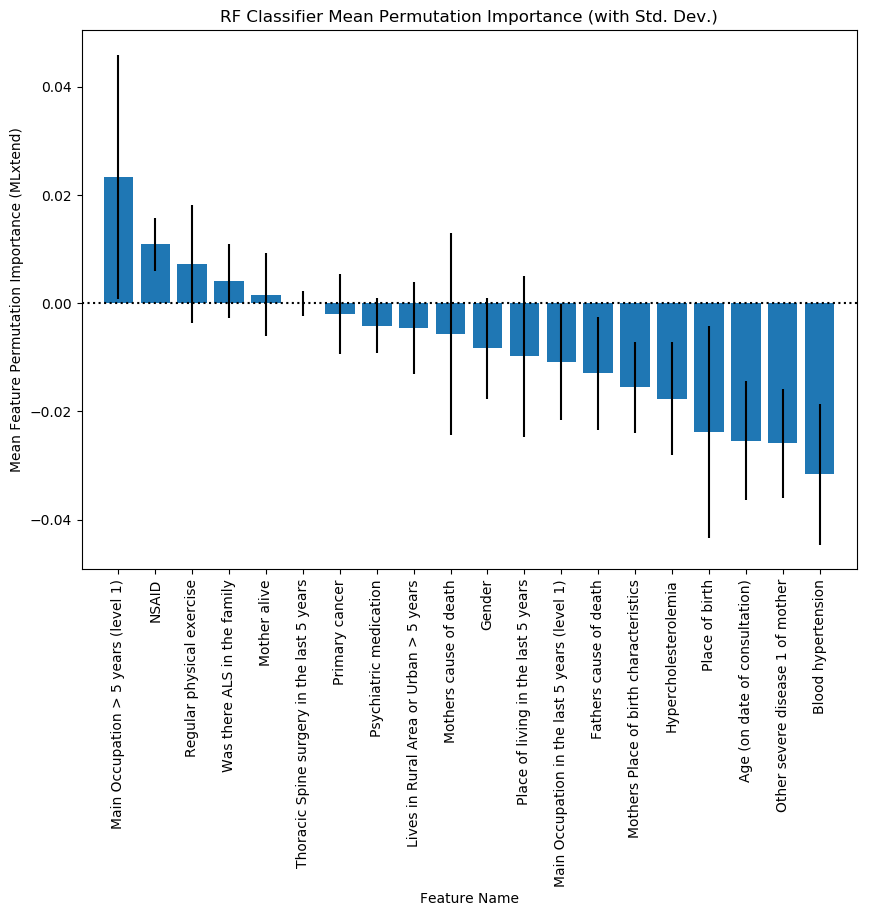 RF Classifier Mean Permutation Importance (with Std. Dev.)
Mean Feature Permutation Importance (MLxtend)
0.04
0.02
0.00
−0.02
−0.04
Main Occupation > 5 years (level 1)
NSAID
Regular physical exercise
Was there ALS in the family
Mother alive
Thoracic Spine surgery in the last 5 years
Primary cancer
Psychiatric medication
Lives in Rural Area or Urban > 5 years
Mothers cause of death
Gender
Place of living in the last 5 years
Main Occupation in the last 5 years (level 1)
Fathers cause of death
Mothers Place of birth characteristics
Hypercholesterolemia
Place of birth
Age (on date of consultation)
Other severe disease 1 of mother
Blood hypertension
Feature Name